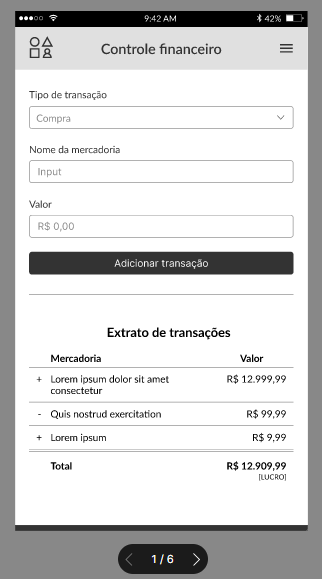 9:42 AM 42%
Controle financeiro
Tipo de transação
Compra
Nome da mercadoria
Input
Valor
R$ 0,00
Adicionar transação
Extrato de transações
Mercadoria Valor
+ Lorem ipsum dolor sit amet R$ 12.999,99
consectetur
- Quis nostrud exercitation R$ 99,99
+ Lorem ipsum R$ 9,99
Total R$ 12.909,99
[LUCRO]
1 / 6